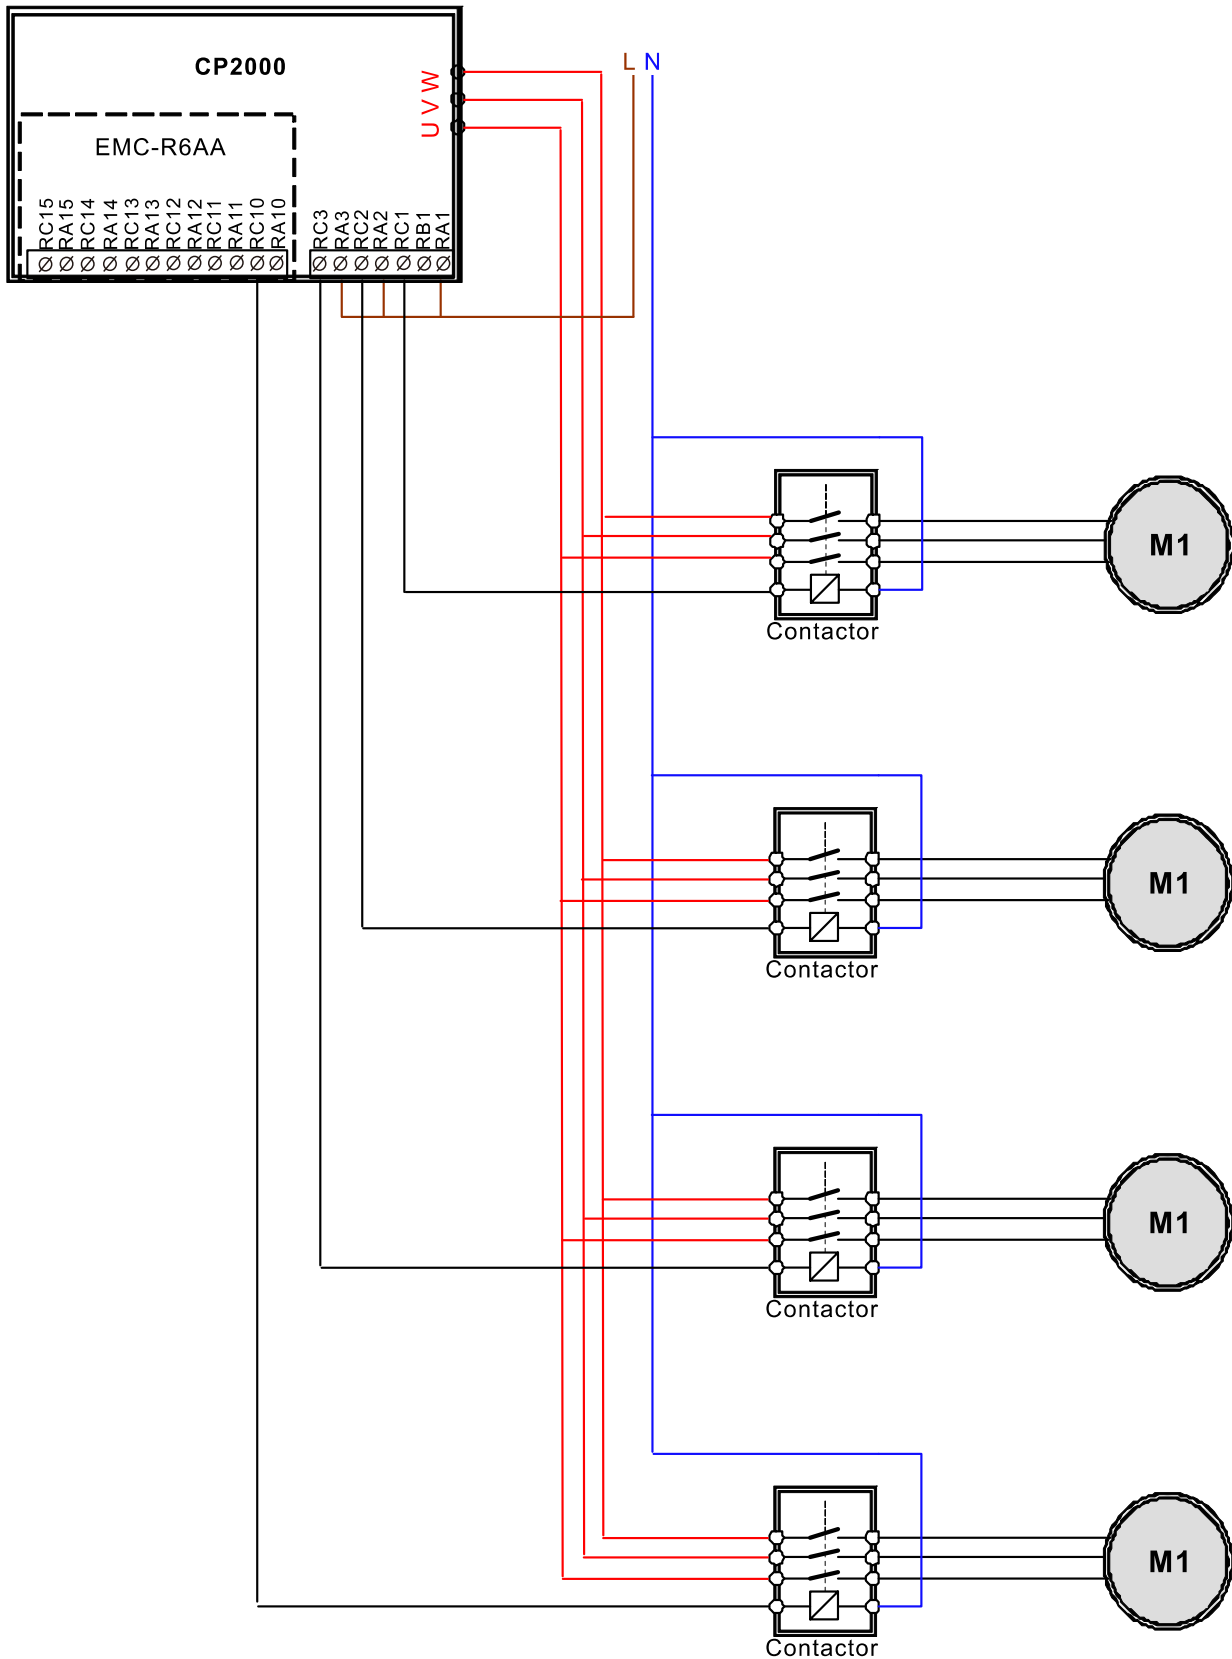 CP2000
U V W
L N
EMC-R6AA
RC15
RA15
RC14
RA14
RC13
RA13
RC12
RA12
RC11
RA11
RC10
RA10
RC3
RA3
RC2
RA2
RC1
RB1
RA1
M1
Contactor
M1
Contactor
M1
Contactor
M1
Contactor